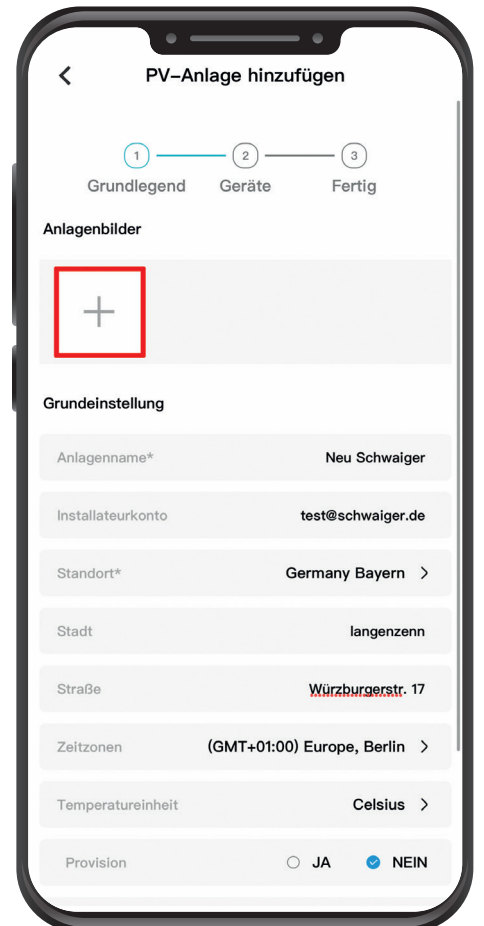 PV-Anlage hinzufügen
1 2 3
Grundlegend Geräte Fertig
Anlagenbilder
Grundeinstellung
Anlagenname* Neu Schwaiger
Installateurkonto test@schwaiger.de
Standort* Germany Bayern
Stadt langenzenn
Straße Würzburgerstr. 17
Zeitzonen (GMT+01:00) Europe, Berlin
Temperatureinheit Celsius
Provision JA NEIN